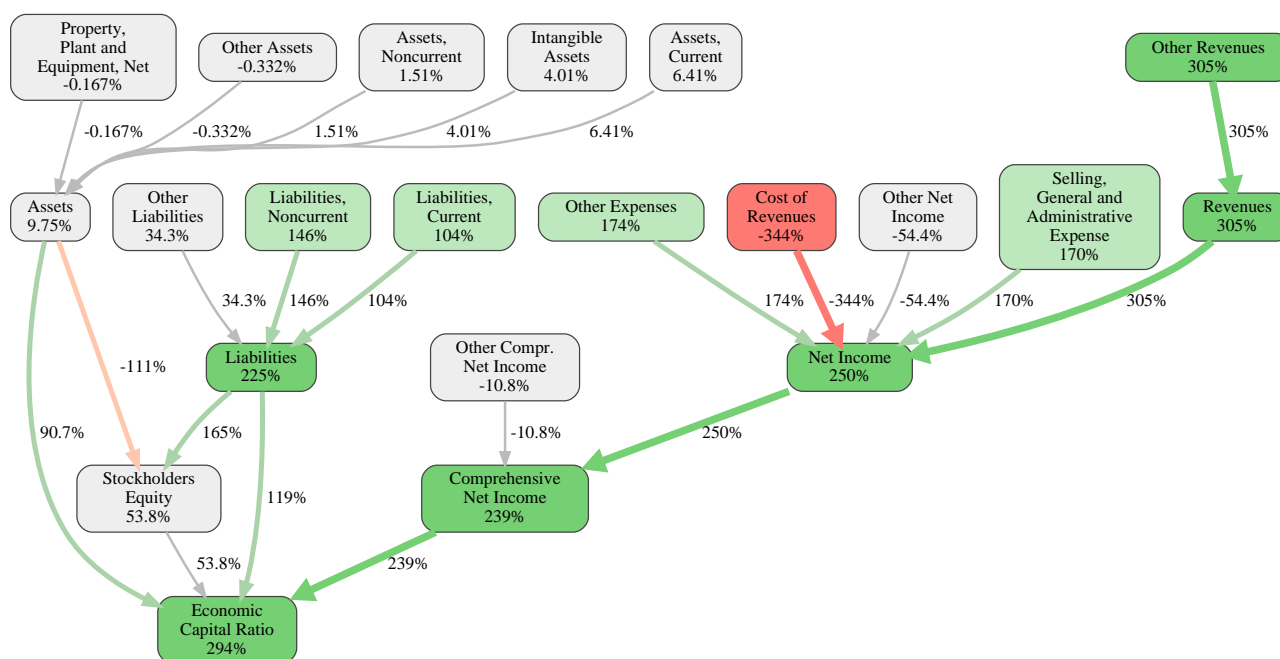 Property,
Plant and
Equipment, Net
-0.167%
Other Assets
-0.332%
Assets,
Noncurrent
1.51%
Intangible
Assets
4.01%
Assets,
Current
6.41%
Other Revenues
305%
-0.167%
-0.332%
1.51%
4.01%
6.41%
305%
Assets
9.75%
Other
Liabilities
34.3%
Liabilities,
Noncurrent
146%
Liabilities,
Current
104%
Other Expenses
174%
Cost of
Revenues
-344%
Other Net
Income
-54.4%
Selling,
General and
Administrative
Expense
170%
Revenues
305%
34.3%
146%
104%
174%
-344%
-54.4%
170%
305%
-111%
Liabilities
225%
Other Compr.
Net Income
-10.8%
Net Income
250%
90.7%
165%
-10.8%
250%
Stockholders
Equity
53.8%
119%
Comprehensive
Net Income
239%
53.8%
239%
Economic
Capital Ratio
294%